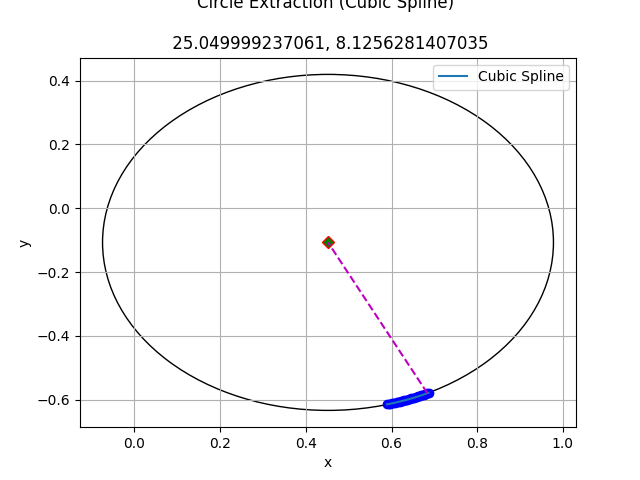 Circle Extraction (Cubic Spline)
25.049999237061, 8.1256281407035
Cubic Spline
0.4
0.2
0.0
−0.2
−0.4
−0.6
y
0.0 0.2 0.4 0.6 0.8 1.0
x